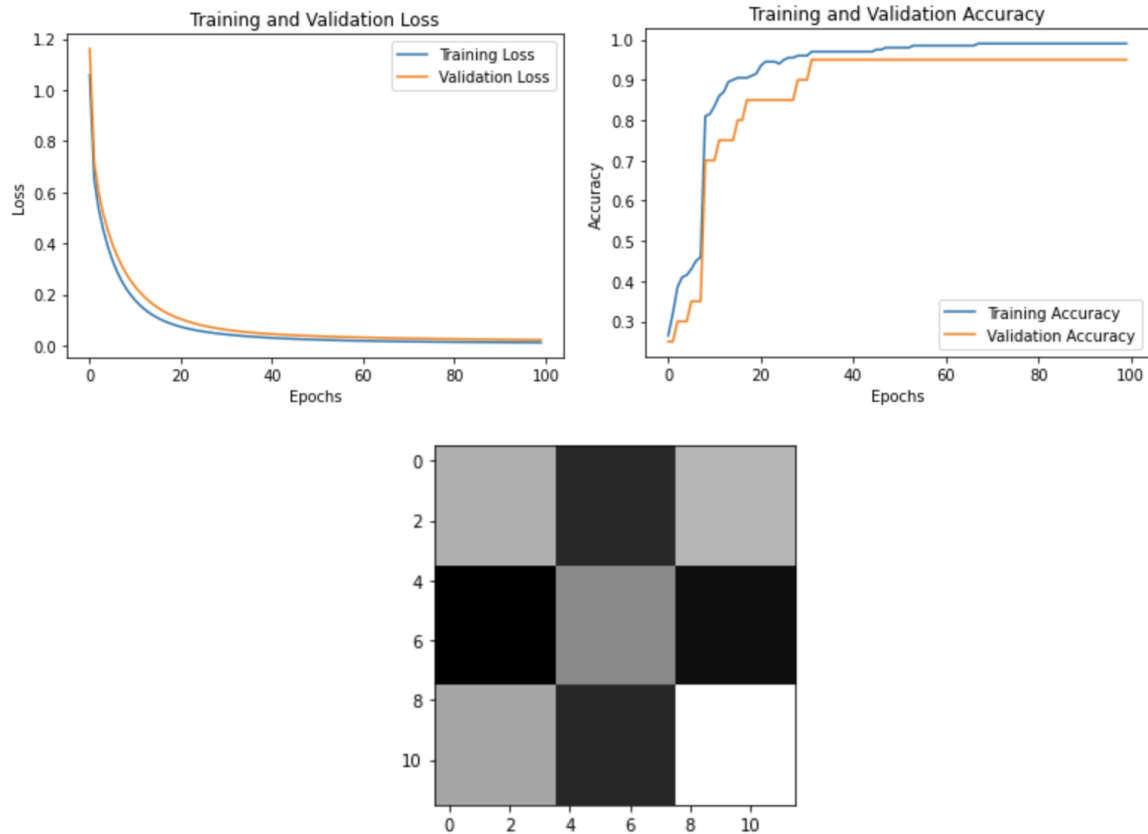 Training and Validation Loss
1.2
1.0
0.8
0.6
0.4
0.2
0.0
Loss
Training Loss
Validation Loss
0 20 40 60 80 100
Epochs
Training and Validation Accuracy
1.0
0.9
0.8
0.7
0.6
0.5
0.4
0.3
Accuracy
Training Accuracy
Validation Accuracy
0 20 40 60 80 100
Epochs
0
2
4
6
8
10
0 2 4 6 8 10